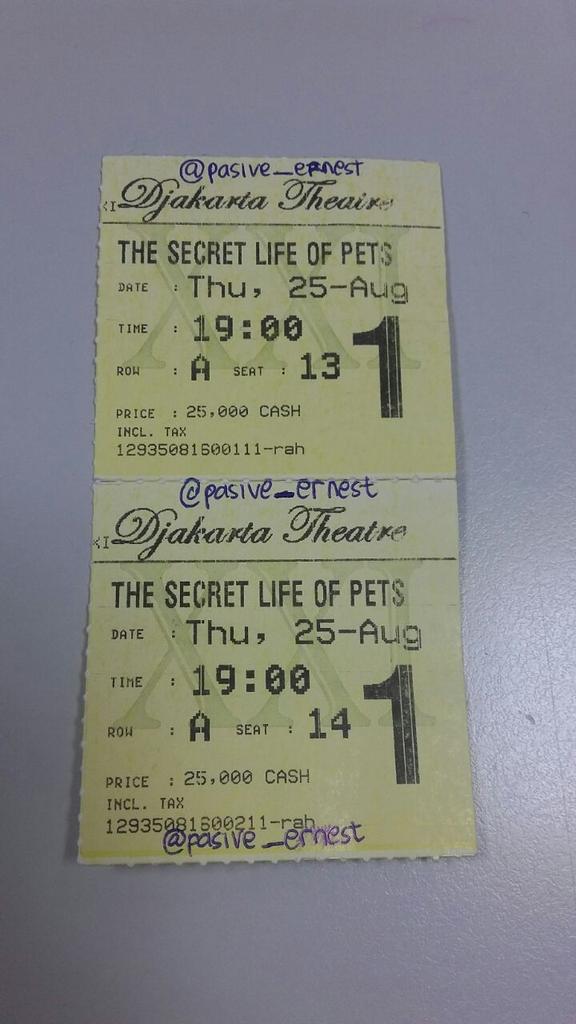 @pasive_ernest
XI Djakarta Theatre
THE SECRET LIFE OF PETS
DATE : Thu, 25-Aug
TIME : 19:00
ROW : A SEAT : 13
1
PRICE : 25,000 CASH
INCL. TAX
12935081600111-rah
@pasive_ernest
XI Djakarta Theatre
THE SECRET LIFE OF PETS
DATE : Thu, 25-Aug
TIME : 19:00
ROW : A SEAT : 14
1
PRICE : 25,000 CASH
INCL. TAX
12935081600211-rah
@pasive_ernest